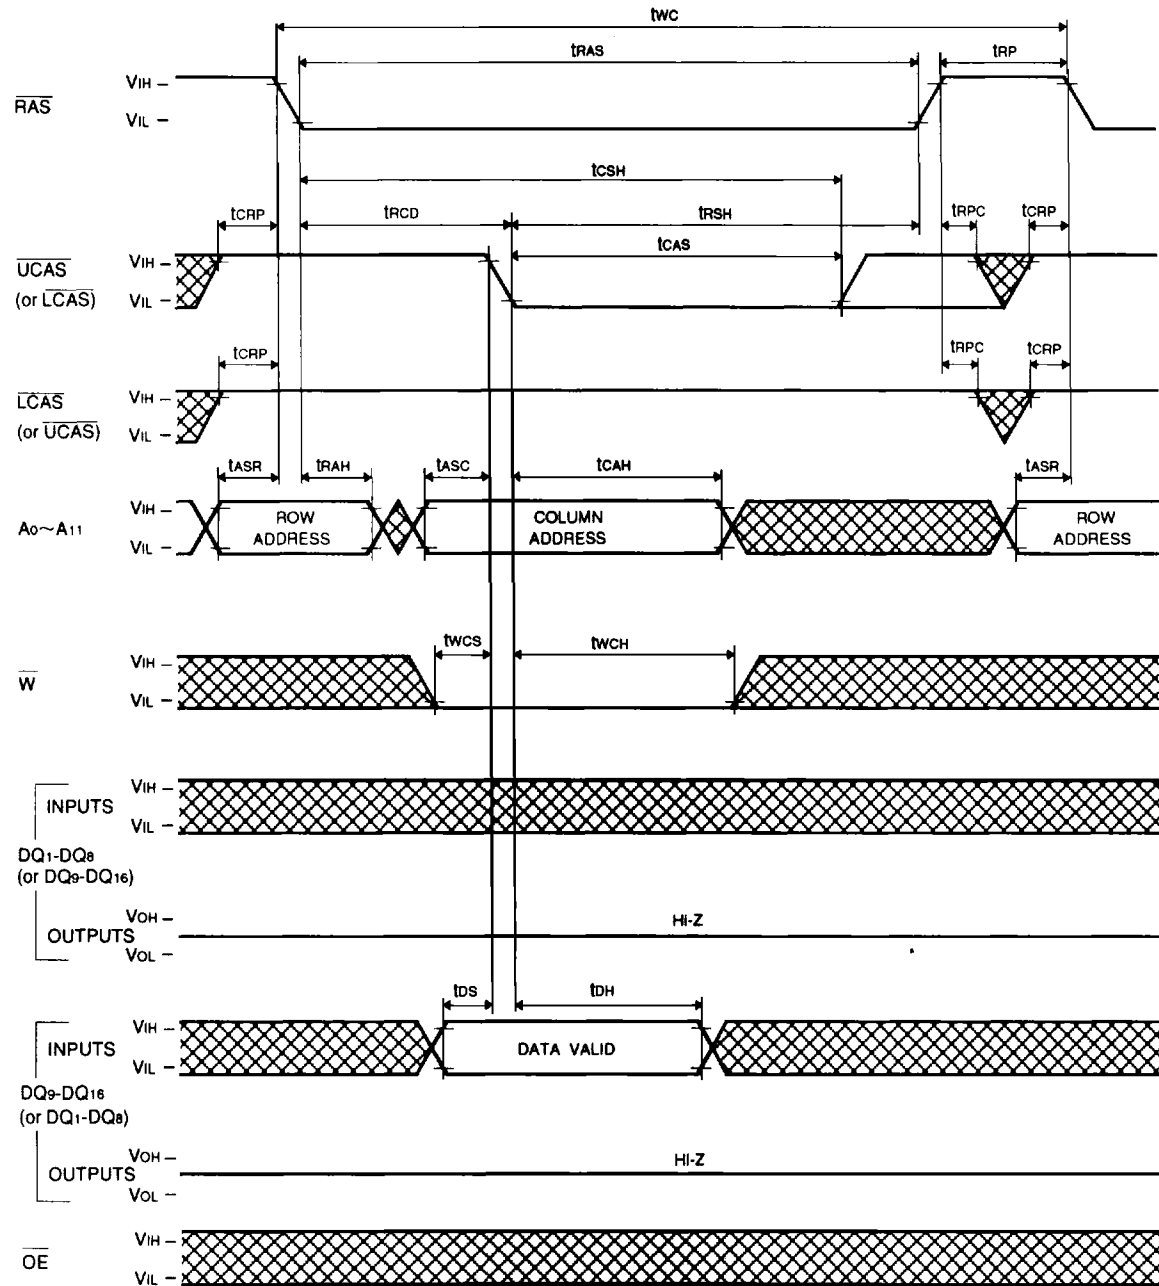 tWC
tRAS
tRP
RAS
VIH
VIL
tCSH
tCRP
tRCD
tRSH
tRPC
tCRP
tCAS
UCAS
(or LCAS)
VIH
VIL
tCRP
tRPC
tCRP
LCAS
(or UCAS)
VIH
VIL
tASR
tRAH
tASC
tCAH
tASR
A0~A11
VIH
VIL
ROW
ADDRESS
COLUMN
ADDRESS
ROW
ADDRESS
tWCS
tWCH
W
VIH
VIL
INPUTS
VIH
VIL
DQ1-DQ8
(or DQ9-DQ16)
OUTPUTS
VOH
VOL
HI-Z
tDS
tDH
INPUTS
VIH
VIL
DATA VALID
DQ9-DQ16
(or DQ1-DQ8)
OUTPUTS
VOH
VOL
HI-Z
OE
VIH
VIL